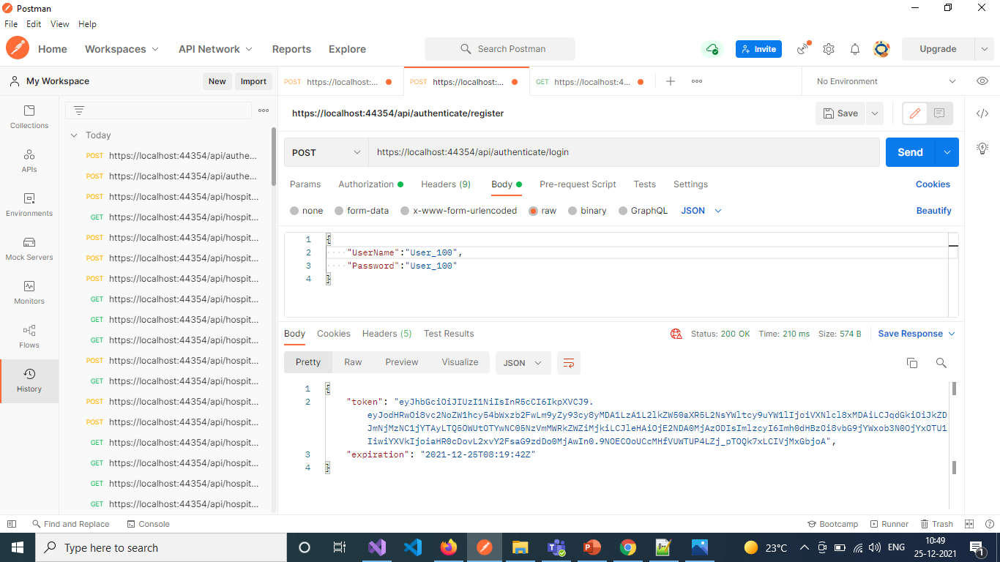 Postman
File Edit View Help
Home Workspaces API Network Reports Explore Search Postman Invite Upgrade
My Workspace New Import POST https://localhost:... POST https://localhost:... GET https://localhost:4... No Environment
Collections
APIs
Environments
Mock Servers
Monitors
Flows
History
Today
POST https://localhost:44354/api/authe...
POST https://localhost:44354/api/authe...
POST https://localhost:44354/api/hospit...
GET https://localhost:44354/api/hospit...
POST https://localhost:44354/api/hospit...
POST https://localhost:44354/api/hospit...
POST https://localhost:44354/api/hospit...
GET https://localhost:44354/api/hospit...
GET https://localhost:44354/api/hospit...
GET https://localhost:44354/api/hospit...
POST https://localhost:44354/api/hospit...
GET https://localhost:44354/api/hospit...
POST https://localhost:44354/api/hospit...
POST https://localhost:44354/api/hospit...
GET https://localhost:44354/api/hospit...
GET https://localhost:44354/api/hospit...
GET https://localhost:44354/api/hospit...
GET https://localhost:44354/api/hospit...
https://localhost:44354/api/authenticate/register Save
POST https://localhost:44354/api/authenticate/login Send
Params Authorization Headers (9) Body Pre-request Script Tests Settings Cookies
none form-data x-www-form-urlencoded raw binary GraphQL JSON Beautify
1 {
2 "UserName":"User_100",
3 "Password":"User_100"
4 }
Body Cookies Headers (5) Test Results Status: 200 OK Time: 210 ms Size: 574 B Save Response
Pretty Raw Preview Visualize JSON
1 {
2 "token": "eyJhbGciOiJIUzI1NiIsInR5cCI6IkpXVCJ9.
eyJodHRwOi8vc2NoZW1hcy54bWxzb2FwLm9yZy93cy8yMDA1LzA1L2lkZW50aXR5L2NsYWltcy9uYW1lIjoiVXNlcl8xMDAiLCJqdGkiOiJkZD
JmNjMzNC1jYTAyLTQ5OWUtOTYwNC05NzVmMWRkZWZiMjkiLCJleHAiOjE2NDA0MjAzODIsImlzcyI6Imh0dHBzOi8vbG9jYWxob3N0OjYxOTU1
IiwiYXVkIjoiaHR0cDovL2xvY2FsaG9zdDo0MjAwIn0.9NOECOoUCcMHfVUWTUP4LZj_pTOQk7xLCIVjMxGbjoA",
3 "expiration": "2021-12-25T08:19:42Z"
4 }
Find and Replace Console Bootcamp Runner Trash
Type here to search 23°C ENG 10:49
25-12-2021 1